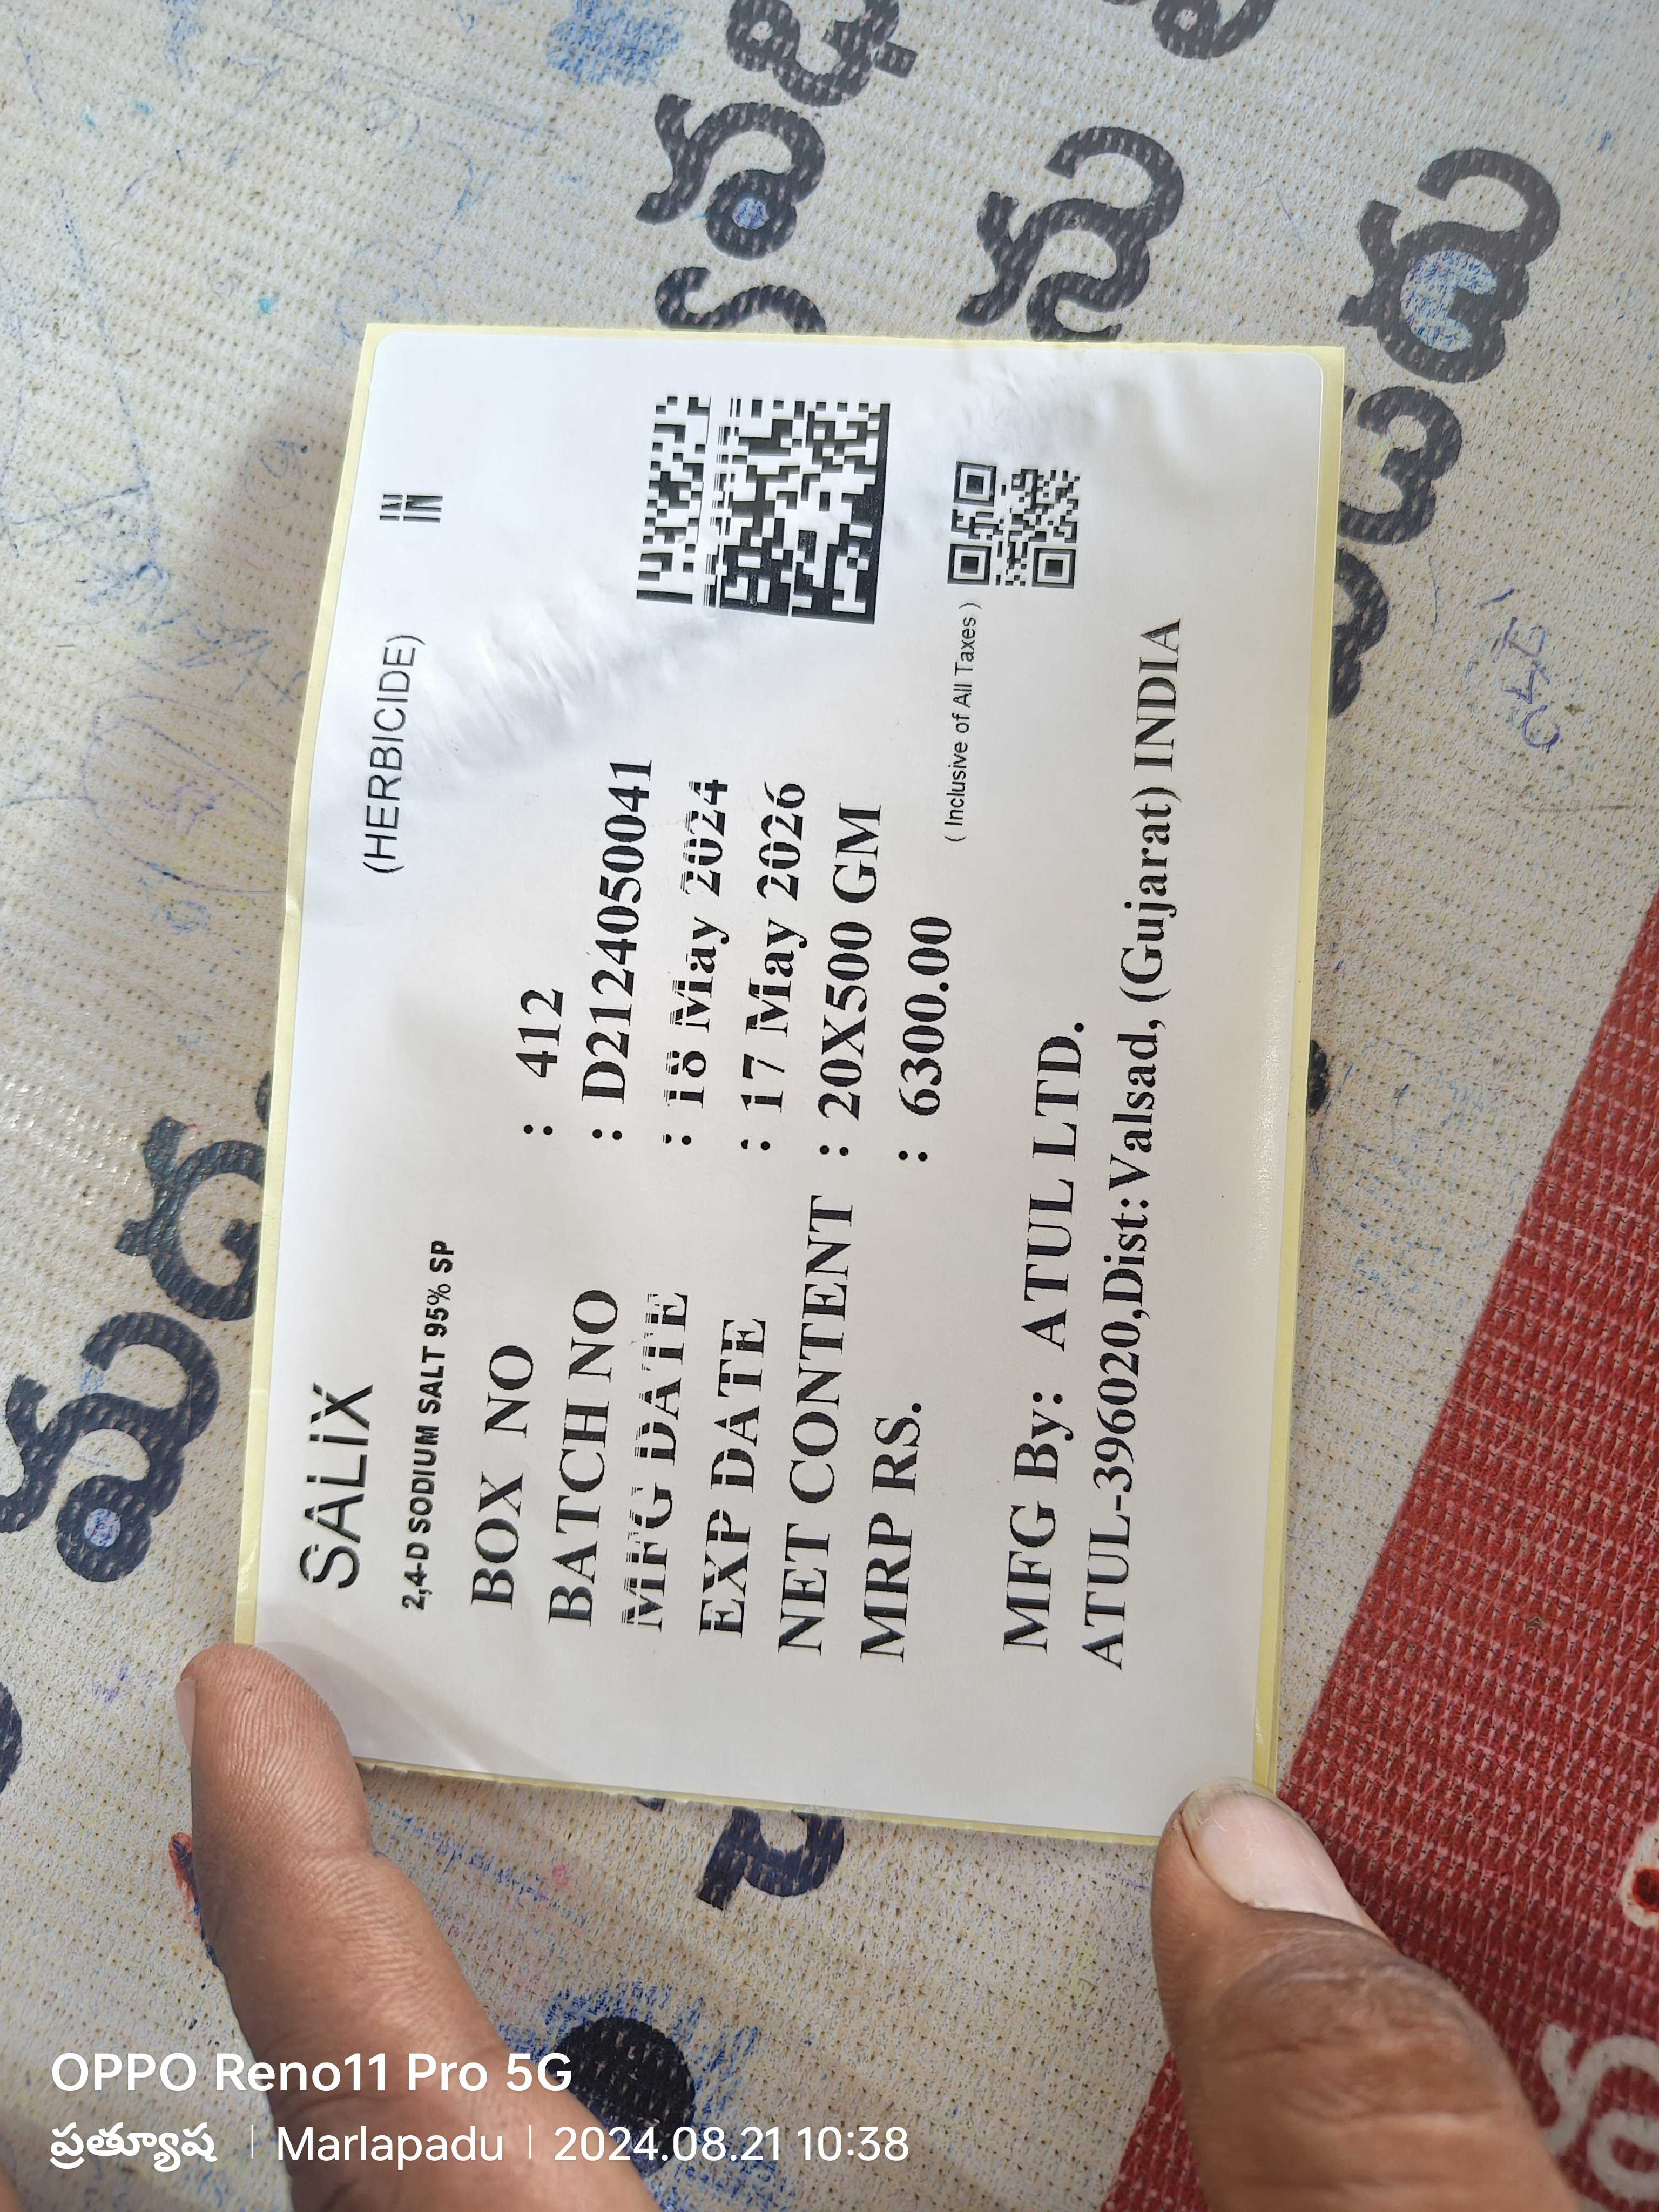 SALIX (HERBICIDE) IN
2,4-D SODIUM SALT 95% SP
BOX NO : 412
BATCH NO : D2124050041
MFG DATE : 18 May 2024
EXP DATE : 17 May 2026
NET CONTENT : 20X500 GM
MRP RS. : 6300.00
( Inclusive of All Taxes )
MFG By: ATUL LTD.
ATUL-396020,Dist:Valsad, (Gujarat) INDIA
OPPO Reno11 Pro 5G
ప్రత్యూష | Marlapadu | 2024.08.21 10:38